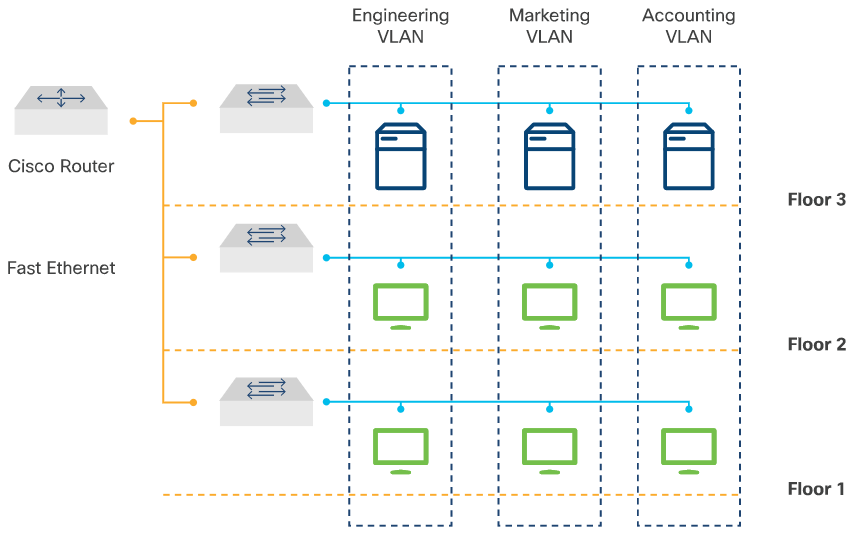 Engineering
VLAN
Marketing
VLAN
Accounting
VLAN
Cisco Router
Floor 3
Fast Ethernet
Floor 2
Floor 1